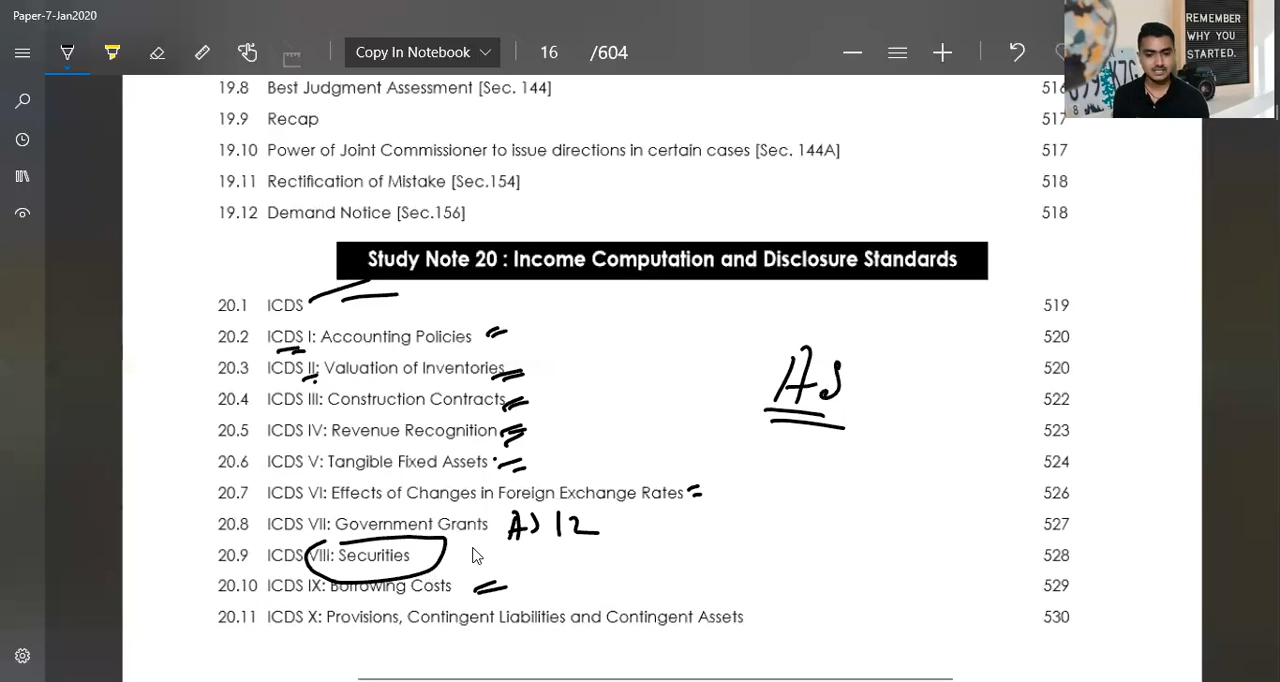 Paper-7-Jan2020
Copy In Notebook
16 /604
REMEMBER
WHY YOU
STARTED.
19.8 Best Judgment Assessment [Sec. 144] 516
19.9 Recap 517
19.10 Power of Joint Commissioner to issue directions in certain cases [Sec. 144A] 517
19.11 Rectification of Mistake [Sec.154] 518
19.12 Demand Notice [Sec.156] 518
Study Note 20 : Income Computation and Disclosure Standards
20.1 ICDS 519
20.2 ICDS I: Accounting Policies 520
20.3 ICDS II: Valuation of Inventories 520
AS
20.4 ICDS III: Construction Contracts 522
20.5 ICDS IV: Revenue Recognition 523
20.6 ICDS V: Tangible Fixed Assets 524
20.7 ICDS VI: Effects of Changes in Foreign Exchange Rates 526
20.8 ICDS VII: Government Grants AS 12 527
20.9 ICDS VIII: Securities 528
20.10 ICDS IX: Borrowing Costs 529
20.11 ICDS X: Provisions, Contingent Liabilities and Contingent Assets 530